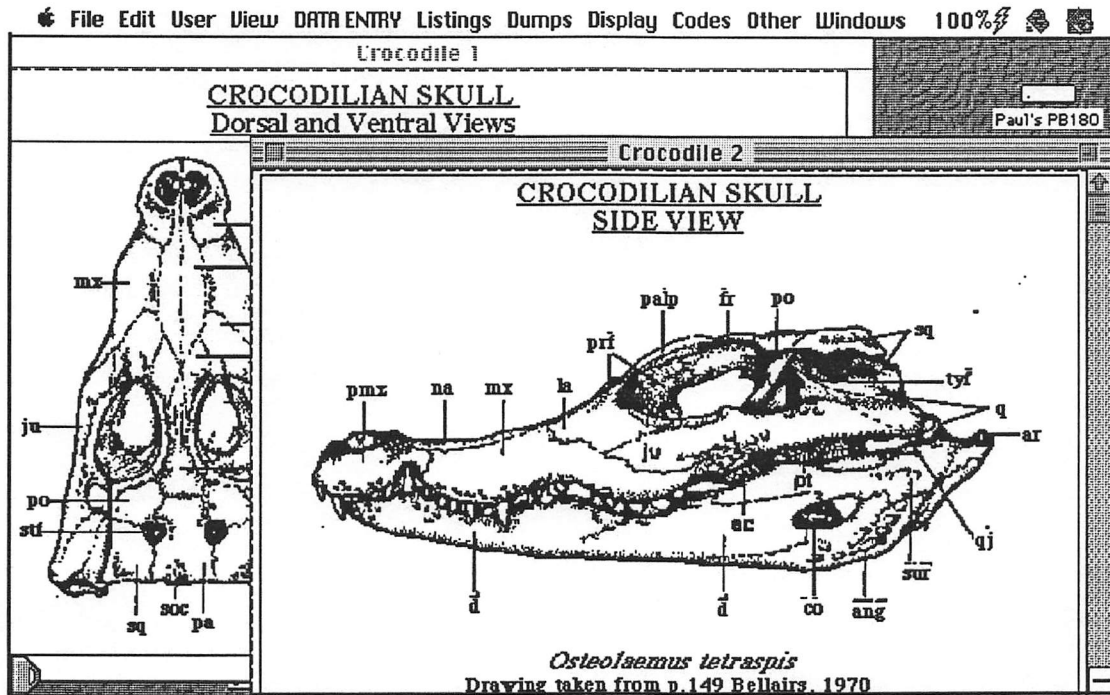 File Edit User View DATA ENTRY Listings Dumps Display Codes Other Windows 100%
Crocodile 1
CROCODILIAN SKULL
Dorsal and Ventral Views
Paul's PB180
mx
ju
po
stf
soc
sq
pa
Crocodile 2
CROCODILIAN SKULL
SIDE VIEW
palp
fr
po
prf
sq
pmx
na
mx
la
tyf
q
ar
ju
pt
ec
qj
sur
d
d
co
ang
Osteolaemus tetraspis
Drawing taken from p.149 Bellairs, 1970